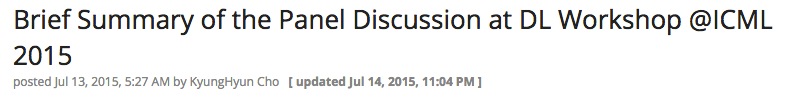 Brief Summary of the Panel Discussion at DL Workshop @ICML
2015
posted Jul 13, 2015, 5:27 AM by KyungHyun Cho [ updated Jul 14, 2015, 11:04 PM ]